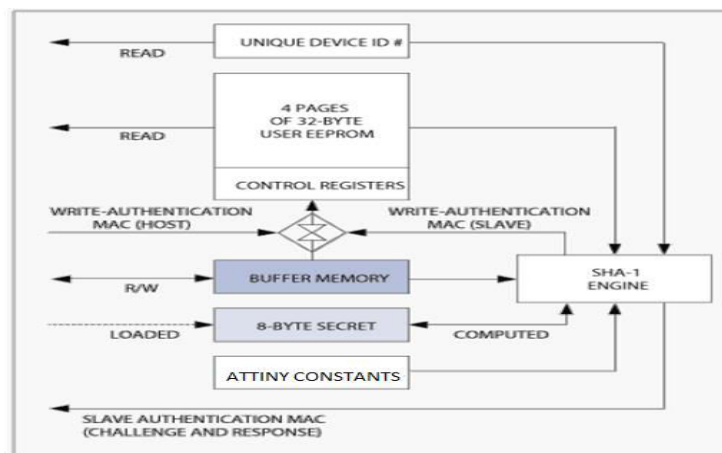 UNIQUE DEVICE ID #
READ
4 PAGES
OF 32-BYTE
USER EEPROM
READ
CONTROL REGISTERS
WRITE-AUTHENTICATION
MAC (HOST)
WRITE-AUTHENTICATION
MAC (SLAVE)
BUFFER MEMORY
R/W
SHA-1
ENGINE
8-BYTE SECRET
LOADED
COMPUTED
ATTINY CONSTANTS
SLAVE AUTHENTICATION MAC
(CHALLENGE AND RESPONSE)